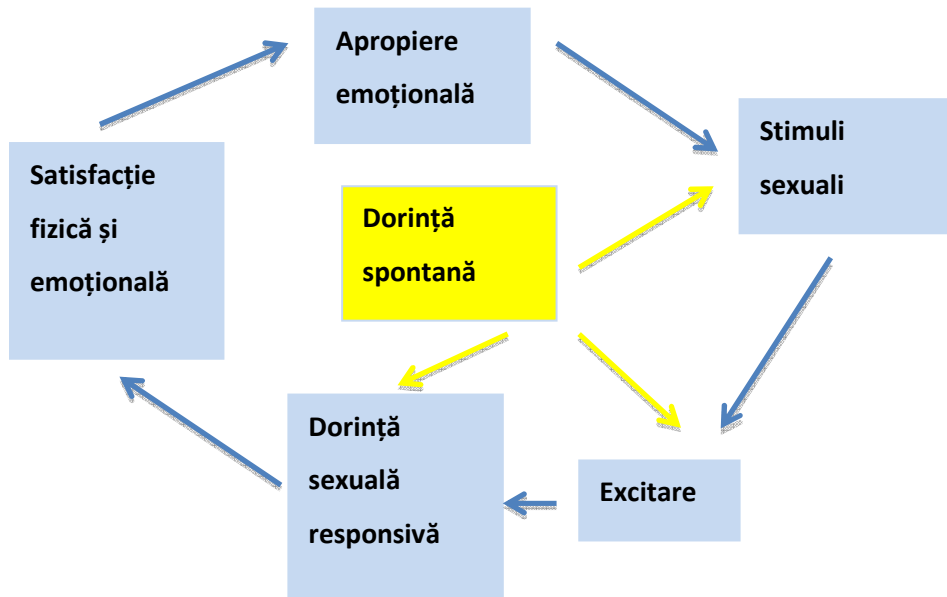 Apropiere
emoțională
Stimuli
sexuali
Satisfacție
fizică și
emoțională
Dorință
spontană
Dorință
sexuală
responsivă
Excitare